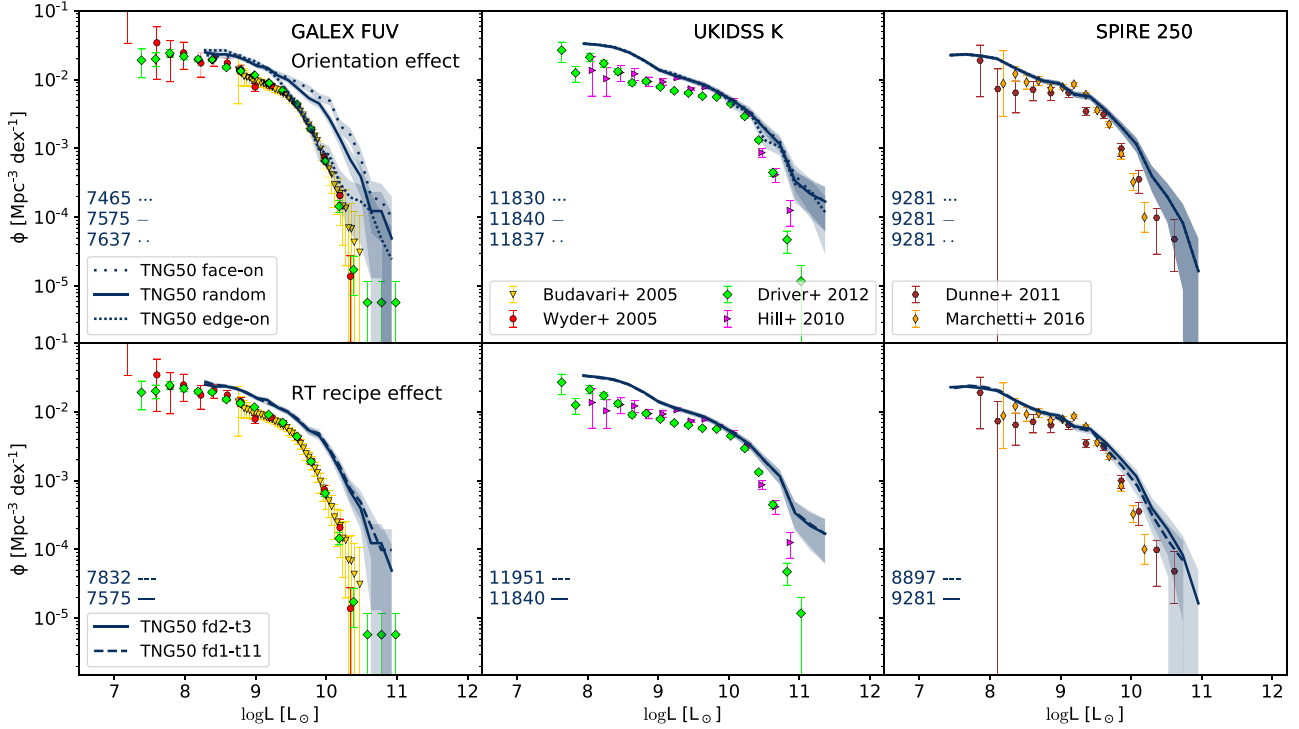 GALEX FUV
Orientation effect
UKIDSS K
SPIRE 250
10⁻¹
10⁻²
10⁻³
10⁻⁴
10⁻⁵
10⁻¹
ϕ [Mpc⁻³ dex⁻¹]
7465
7575
7637
11830
11840
11837
9281
9281
9281
TNG50 face-on
TNG50 random
TNG50 edge-on
Budavari+ 2005
Wyder+ 2005
Driver+ 2012
Hill+ 2010
Dunne+ 2011
Marchetti+ 2016
RT recipe effect
10⁻²
10⁻³
10⁻⁴
10⁻⁵
ϕ [Mpc⁻³ dex⁻¹]
7832
7575
11951
11840
8897
9281
TNG50 fd2-t3
TNG50 fd1-t11
7 8 9 10 11 12
7 8 9 10 11 12
7 8 9 10 11 12
logL [L⊙]
logL [L⊙]
logL [L⊙]